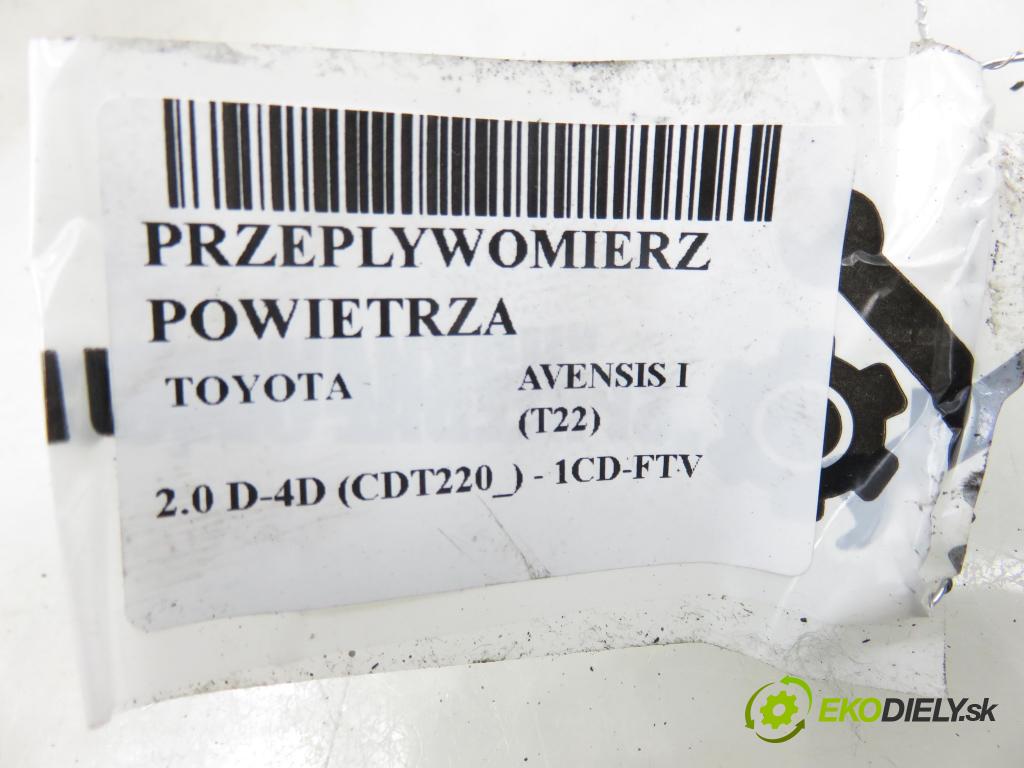 PRZEPLYWOMIERZ
POWIETRZA
TOYOTA AVENSIS I
(T22)
2.0 D-4D (CDT220_) - 1CD-FTV
EKODIELY.sk